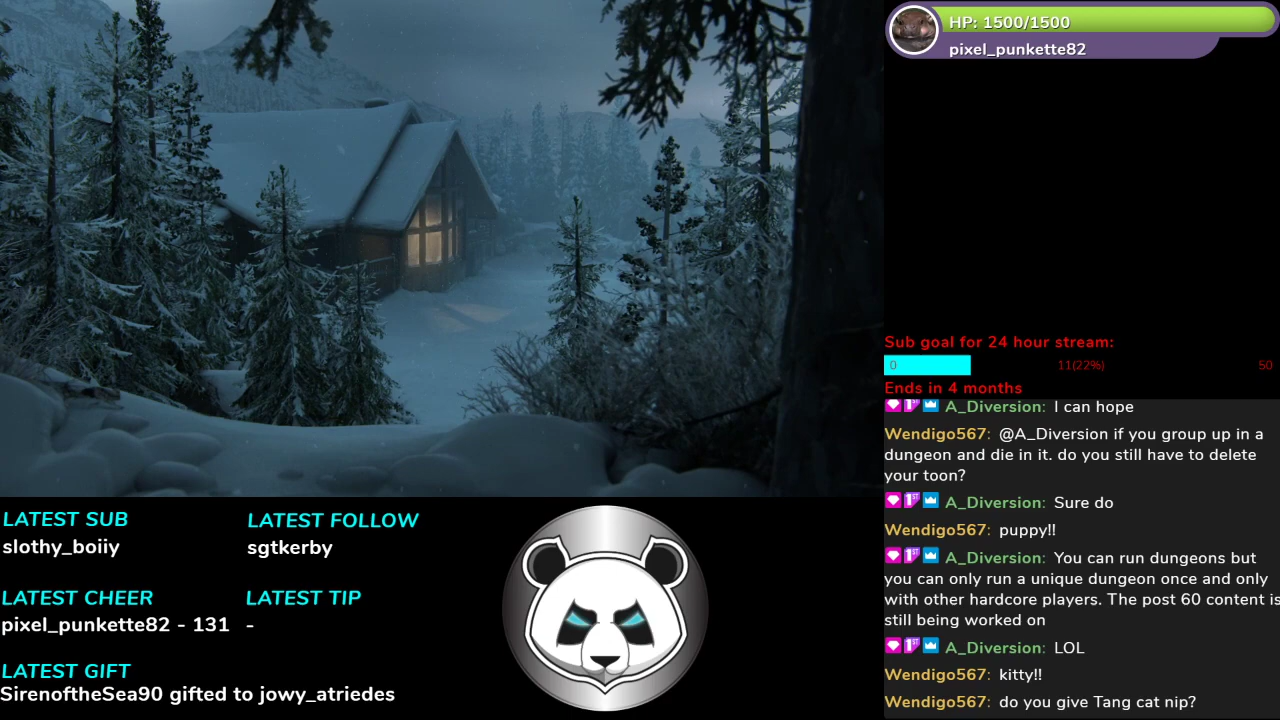 HP: 1500/1500
pixel_punkette82
Sub goal for 24 hour stream:
0 11(22%) 50
Ends in 4 months
1ST A_Diversion: I can hope
Wendigo567: @A_Diversion if you group up in a
dungeon and die in it. do you still have to delete
your toon?
1ST A_Diversion: Sure do
Wendigo567: puppy!!
1ST A_Diversion: You can run dungeons but
you can only run a unique dungeon once and only
with other hardcore players. The post 60 content is
still being worked on
1ST A_Diversion: LOL
Wendigo567: kitty!!
Wendigo567: do you give Tang cat nip?
LATEST SUB
slothy_boiiy
LATEST FOLLOW
sgtkerby
LATEST CHEER
pixel_punkette82 - 131
LATEST TIP
-
LATEST GIFT
SirenoftheSea90 gifted to jowy_atriedes